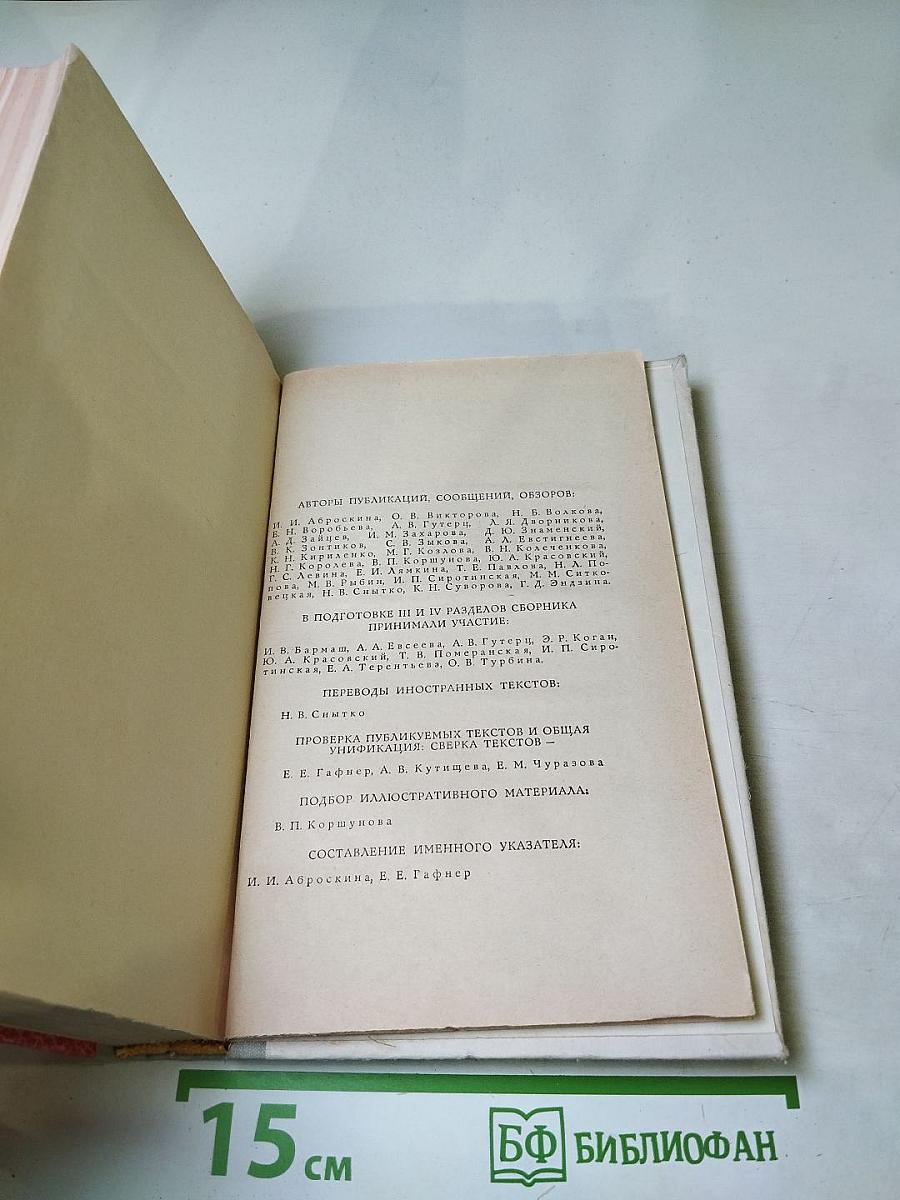 АВТОРЫ ПУБЛИКАЦИЙ, СООБЩЕНИЙ, ОБЗОРОВ:
И. И. Аброскина, О. В. Викторова, Н. Б. Волкова,
Е. Н. Воробьева, А. В. Гутерц, Л. Я. Дворникова,
А. Д. Зайцев, И. М. Захарова, Д. Ю. Знаменский,
В. К. Зонтиков, С. В. Зыкова, А. Л. Евстигнеева,
К. Н. Кириленко, М. Г. Козлова, В. Н. Колеченкова,
Н. Г. Королева, В. П. Коршунова, Ю. А. Красовский,
Г. С. Левина, Е. И. Лямкина, Т. Е. Павлова, Н. Л. По-
пова, М. В. Рыбин, И. П. Сиротинская, М. М. Ситко-
вецкая, Н. В. Снытко, К. Н. Суворова, Г. Д. Эндзина.
В ПОДГОТОВКЕ III И IV РАЗДЕЛОВ СБОРНИКА
ПРИНИМАЛИ УЧАСТИЕ:
И. В. Бармаш, А. А. Евсеева, А. В. Гутерц, Э. Р. Коган,
Ю. А. Красовский, Т. В. Померанская, И. П. Сиро-
тинская, Е. А. Терентьева, О. В. Турбина.
ПЕРЕВОДЫ ИНОСТРАННЫХ ТЕКСТОВ:
Н. В. Снытко
ПРОВЕРКА ПУБЛИКУЕМЫХ ТЕКСТОВ И ОБЩАЯ
УНИФИКАЦИЯ: СВЕРКА ТЕКСТОВ —
Е. Е. Гафнер, А. В. Кутищева, Е. М. Чуразова
ПОДБОР ИЛЛЮСТРАТИВНОГО МАТЕРИАЛА:
В. П. Коршунова
СОСТАВЛЕНИЕ ИМЕННОГО УКАЗАТЕЛЯ:
И. И. Аброскина, Е. Е. Гафнер
15 см
БФ БИБЛИОФАН